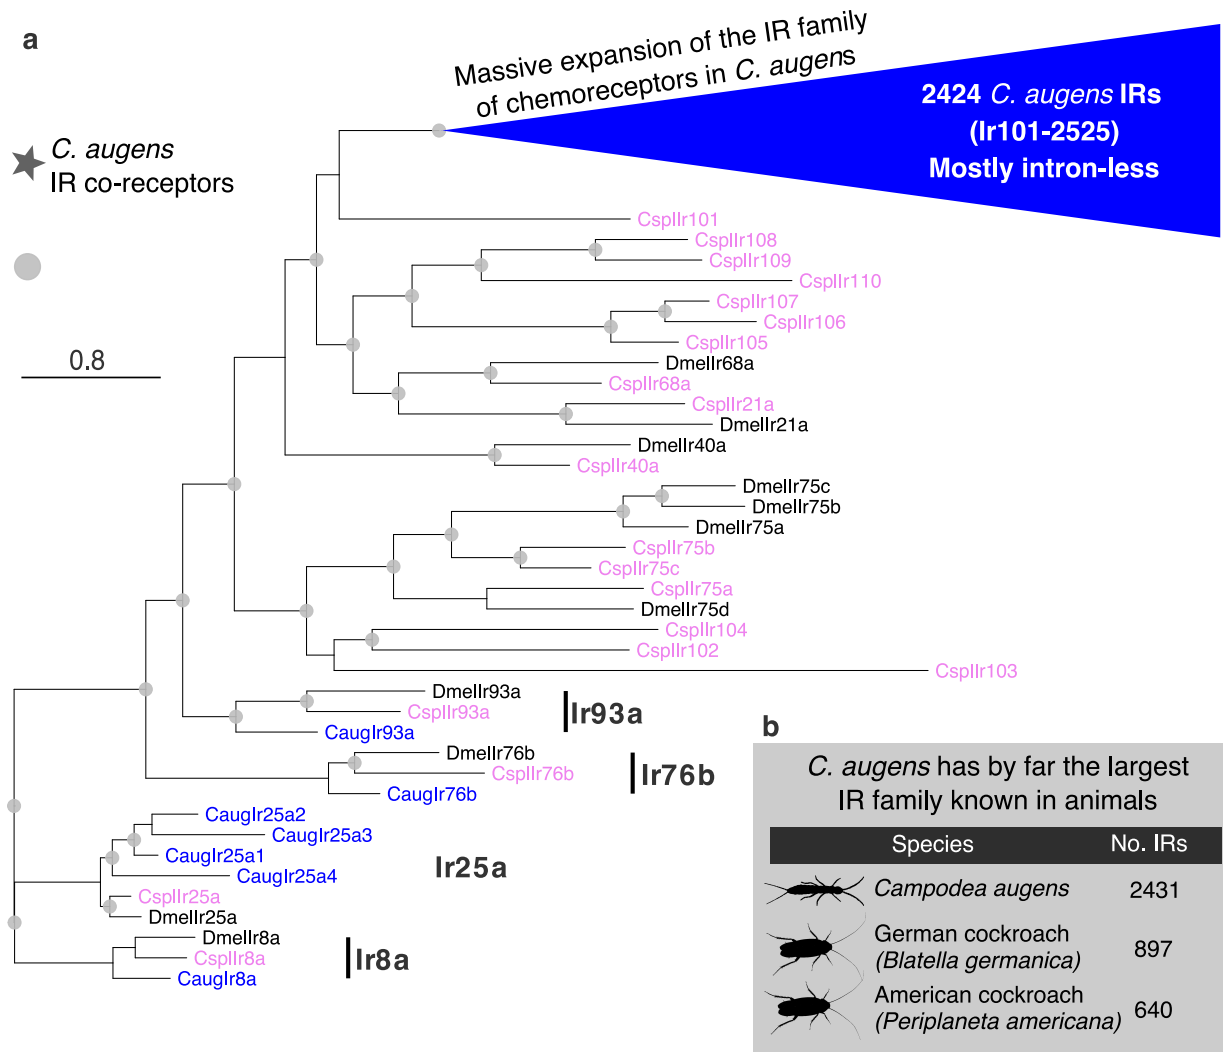 a
Massive expansion of the IR family
of chemoreceptors in C. augens
2424 C. augens IRs
(Ir101-2525)
Mostly intron-less
C. augens
IR co-receptors
0.8
CspIIr101
CspIIr108
CspIIr109
CspIIr110
CspIIr107
CspIIr106
CspIIr105
DmelIr68a
CspIIr68a
CspIIr21a
DmelIr21a
DmelIr40a
CspIIr40a
DmelIr75c
DmelIr75b
DmelIr75a
CspIIr75b
CspIIr75c
CspIIr75a
DmelIr75d
CspIIr104
CspIIr102
CspIIr103
DmelIr93a
CspIIr93a
CaugIr93a
Ir93a
DmelIr76b
CspIIr76b
CaugIr76b
Ir76b
CaugIr25a2
CaugIr25a3
CaugIr25a1
CaugIr25a4
CspIIr25a
DmelIr25a
Ir25a
DmelIr8a
CspIIr8a
CaugIr8a
Ir8a
b
C. augens has by far the largest
IR family known in animals
Species No. IRs
Campodea augens 2431
German cockroach
(Blatella germanica) 897
American cockroach
(Periplaneta americana) 640